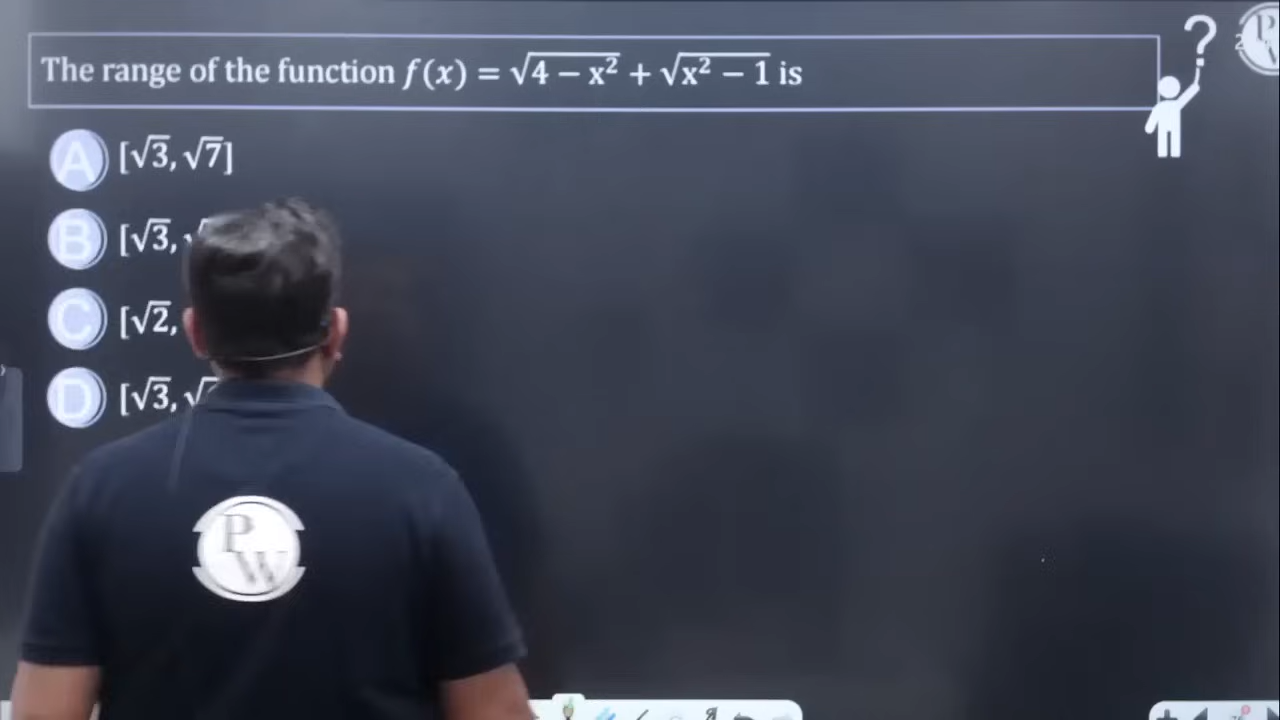 The range of the function f(x) = √4 − x² + √x² − 1 is
?
A [√3, √7]
B [√3, √
C [√2,
D [√3, √
P
W